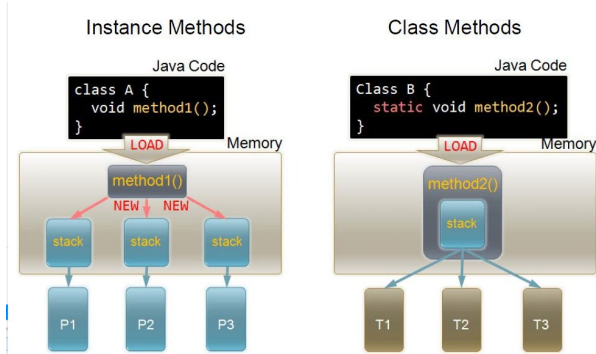 Instance Methods
Class Methods
Java Code
class A {
void method1();
}
LOAD
Memory
method1()
NEW NEW
stack stack stack
P1 P2 P3
Java Code
Class B {
static void method2();
}
LOAD
Memory
method2()
stack
T1 T2 T3